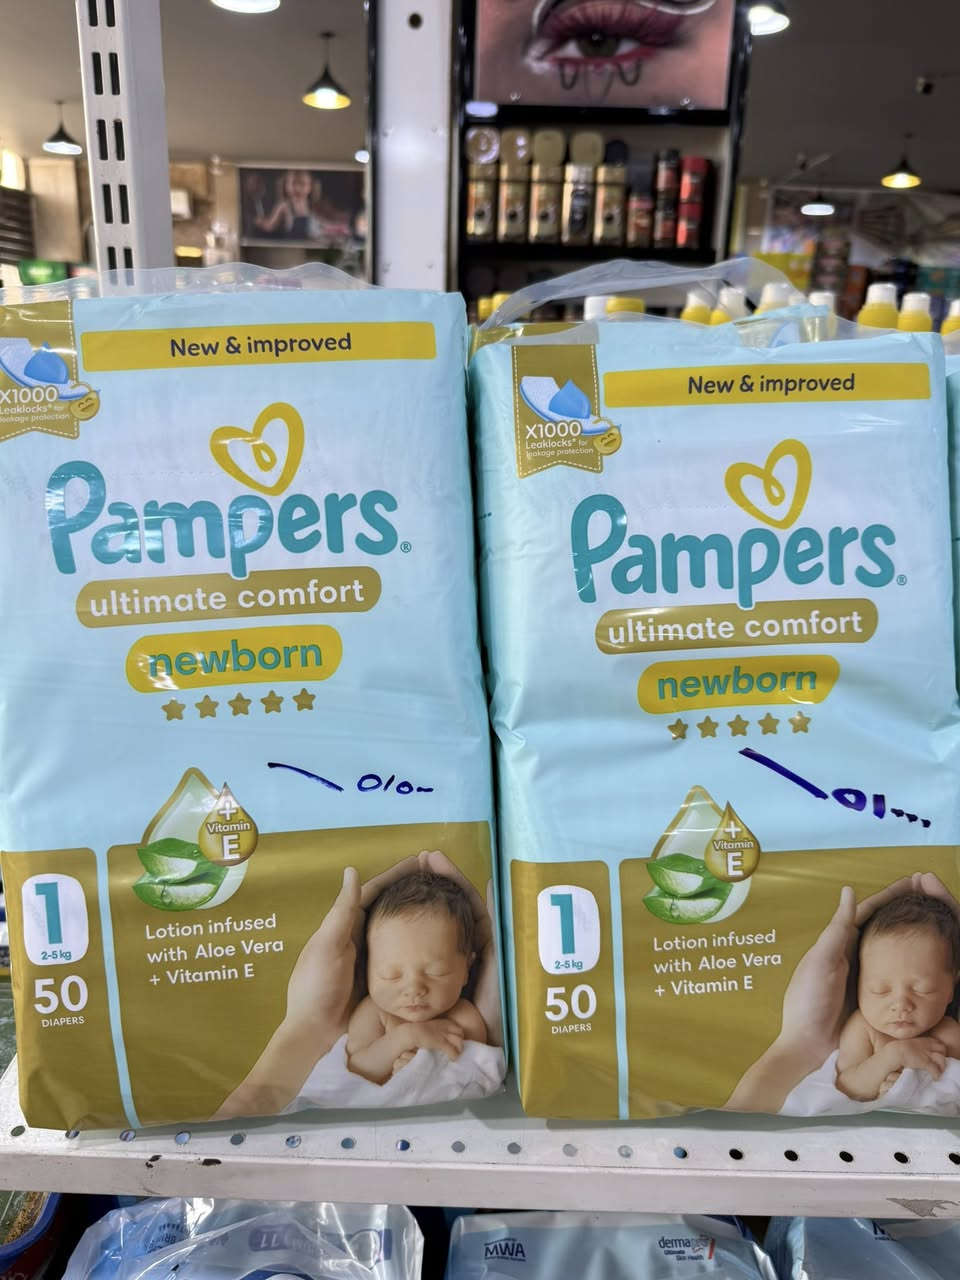 New & improved
X1000
Leaklocks® for
leakage protection
Pampers®
ultimate comfort
newborn
+
Vitamin
E
1
2-5 kg
50
DIAPERS
Lotion infused
with Aloe Vera
+ Vitamin E
New & improved
X1000
Leaklocks® for
leakage protection
Pampers®
ultimate comfort
newborn
+
Vitamin
E
1
2-5 kg
50
DIAPERS
Lotion infused
with Aloe Vera
+ Vitamin E
MWA